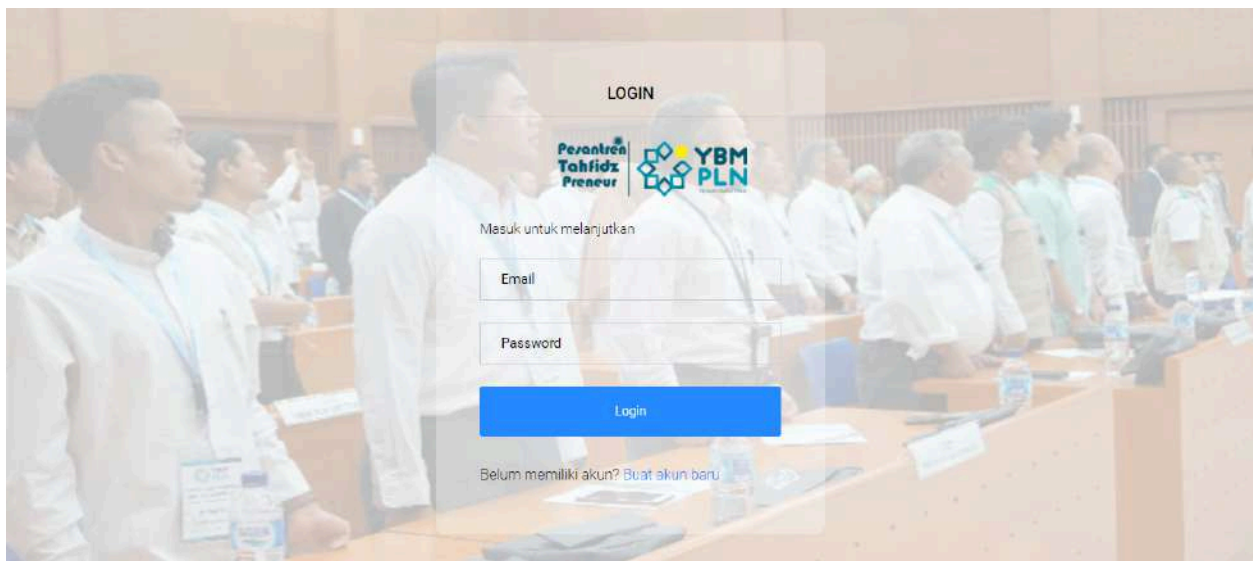 LOGIN
Pesantren
Tahfidz
Preneur
YBM
PLN
Masuk untuk melanjutkan
Email
Password
Login
Belum memiliki akun? Buat akun baru